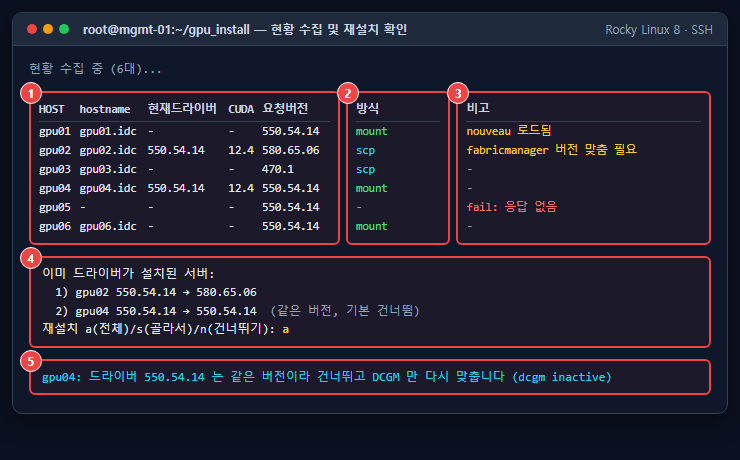 root@mgmt-01:~/gpu_install — 현황 수집 및 재설치 확인 Rocky Linux 8 · SSH
현황 수집 중 (6대)...
1 2 3
HOST hostname 현재드라이버 CUDA 요청버전 방식 비고
gpu01 gpu01.idc - - 550.54.14 mount nouveau 로드됨
gpu02 gpu02.idc 550.54.14 12.4 580.65.06 scp fabricmanager 버전 맞춤 필요
gpu03 gpu03.idc - - 470.1 scp -
gpu04 gpu04.idc 550.54.14 12.4 550.54.14 mount -
gpu05 - - - 550.54.14 - fail: 응답 없음
gpu06 gpu06.idc - - 550.54.14 mount -
4
이미 드라이버가 설치된 서버:
1) gpu02 550.54.14 → 580.65.06
2) gpu04 550.54.14 → 550.54.14 (같은 버전, 기본 건너뜀)
재설치 a(전체)/s(골라서)/n(건너뛰기): a
5
gpu04: 드라이버 550.54.14 는 같은 버전이라 건너뛰고 DCGM 만 다시 맞춥니다 (dcgm inactive)